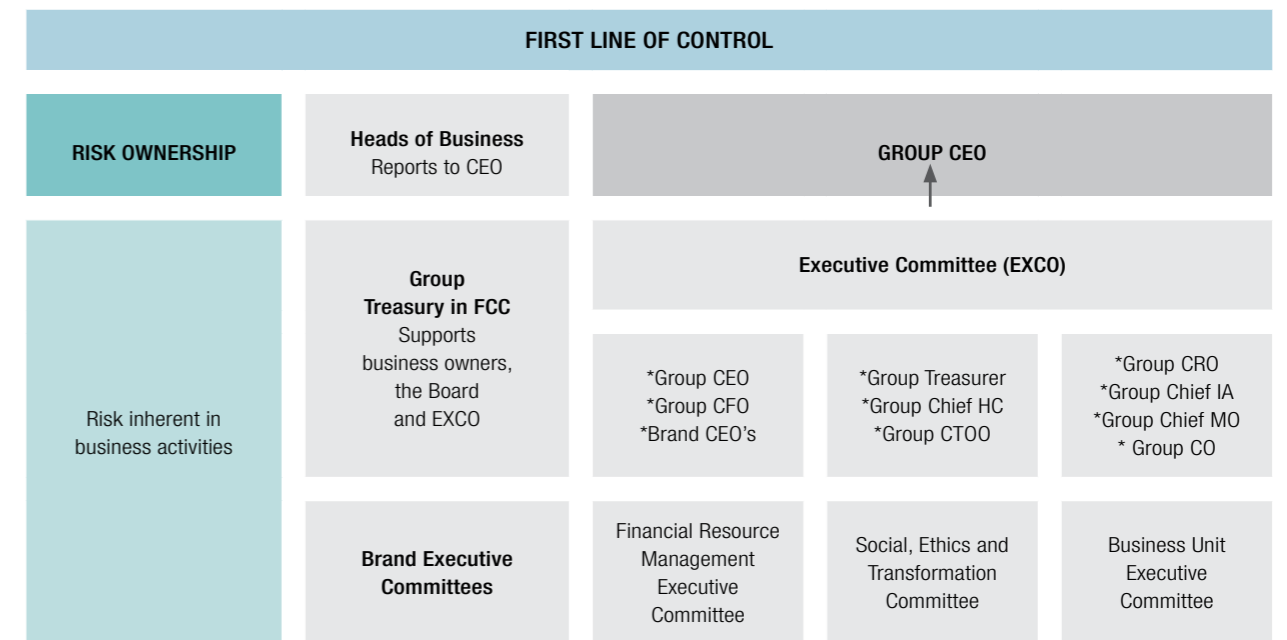 FIRST LINE OF CONTROL
RISK OWNERSHIP
Heads of Business
Reports to CEO
GROUP CEO
Risk inherent in
business activities
Group
Treasury in FCC
Supports
business owners,
the Board
and EXCO
Executive Committee (EXCO)
*Group CEO
*Group CFO
*Brand CEO’s
*Group Treasurer
*Group Chief HC
*Group CTOO
*Group CRO
*Group Chief IA
*Group Chief MO
* Group CO
Brand Executive
Committees
Financial Resource
Management
Executive
Committee
Social, Ethics and
Transformation
Committee
Business Unit
Executive
Committee